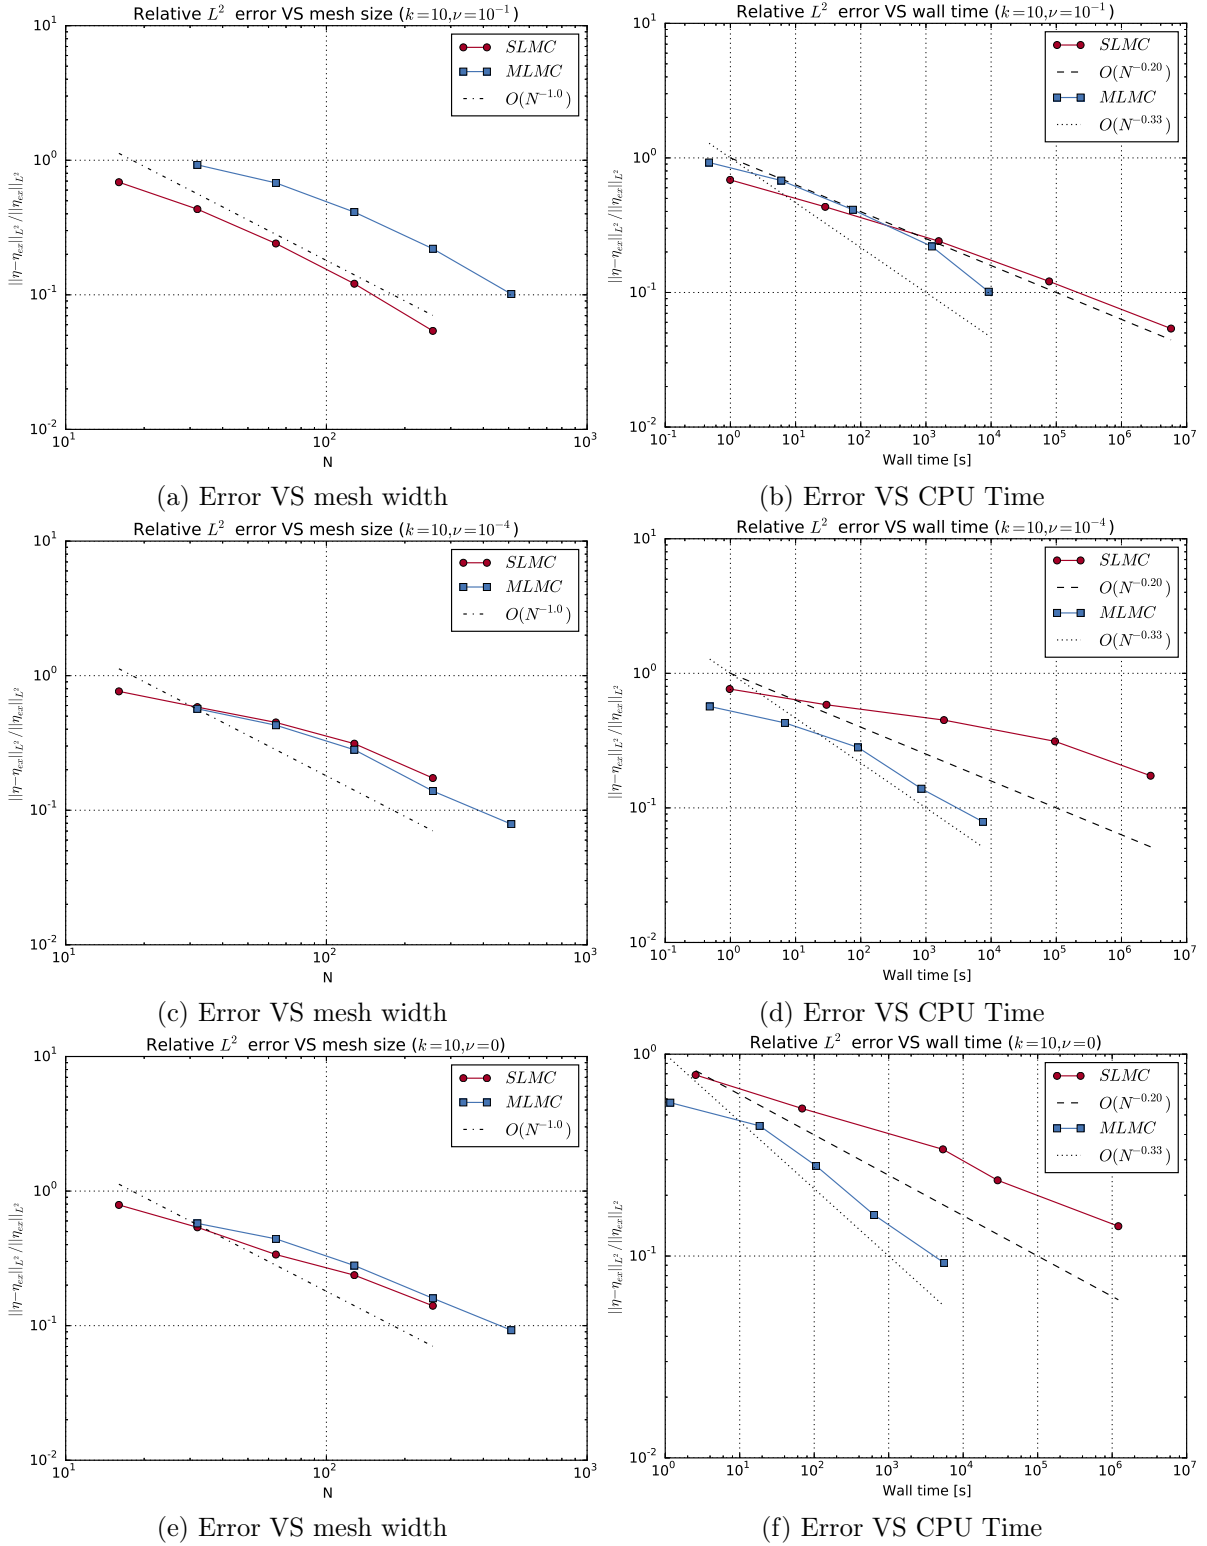 Relative L² error VS mesh size (k=10,ν=10⁻¹)
10¹
10⁰
10⁻¹
10⁻²
||η−η_ex||_L² / ||η_ex||_L²
SLMC
MLMC
O(N⁻¹·⁰)
10¹ 10² 10³
N
(a) Error VS mesh width
Relative L² error VS wall time (k=10,ν=10⁻¹)
10¹
10⁰
10⁻¹
10⁻²
||η−η_ex||_L² / ||η_ex||_L²
SLMC
O(N⁻⁰·²⁰)
MLMC
O(N⁻⁰·³³)
10⁻¹ 10⁰ 10¹ 10² 10³ 10⁴ 10⁵ 10⁶ 10⁷
Wall time [s]
(b) Error VS CPU Time
Relative L² error VS mesh size (k=10,ν=10⁻⁴)
10¹
10⁰
10⁻¹
10⁻²
||η−η_ex||_L² / ||η_ex||_L²
SLMC
MLMC
O(N⁻¹·⁰)
10¹ 10² 10³
N
(c) Error VS mesh width
Relative L² error VS wall time (k=10,ν=10⁻⁴)
10¹
10⁰
10⁻¹
10⁻²
||η−η_ex||_L² / ||η_ex||_L²
SLMC
O(N⁻⁰·²⁰)
MLMC
O(N⁻⁰·³³)
10⁻¹ 10⁰ 10¹ 10² 10³ 10⁴ 10⁵ 10⁶ 10⁷
Wall time [s]
(d) Error VS CPU Time
Relative L² error VS mesh size (k=10,ν=0)
10¹
10⁰
10⁻¹
10⁻²
||η−η_ex||_L² / ||η_ex||_L²
SLMC
MLMC
O(N⁻¹·⁰)
10¹ 10² 10³
N
(e) Error VS mesh width
Relative L² error VS wall time (k=10,ν=0)
10⁰
10⁻¹
10⁻²
||η−η_ex||_L² / ||η_ex||_L²
SLMC
O(N⁻⁰·²⁰)
MLMC
O(N⁻⁰·³³)
10⁰ 10¹ 10² 10³ 10⁴ 10⁵ 10⁶ 10⁷
Wall time [s]
(f) Error VS CPU Time